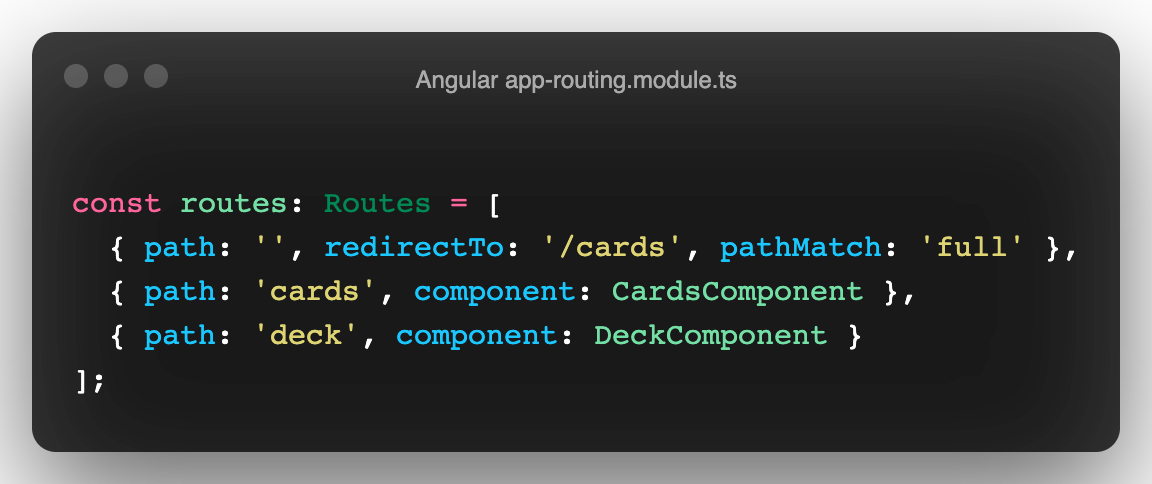 Angular app-routing.module.ts
const routes: Routes = [
  { path: '', redirectTo: '/cards', pathMatch: 'full' },
  { path: 'cards', component: CardsComponent },
  { path: 'deck', component: DeckComponent }
];